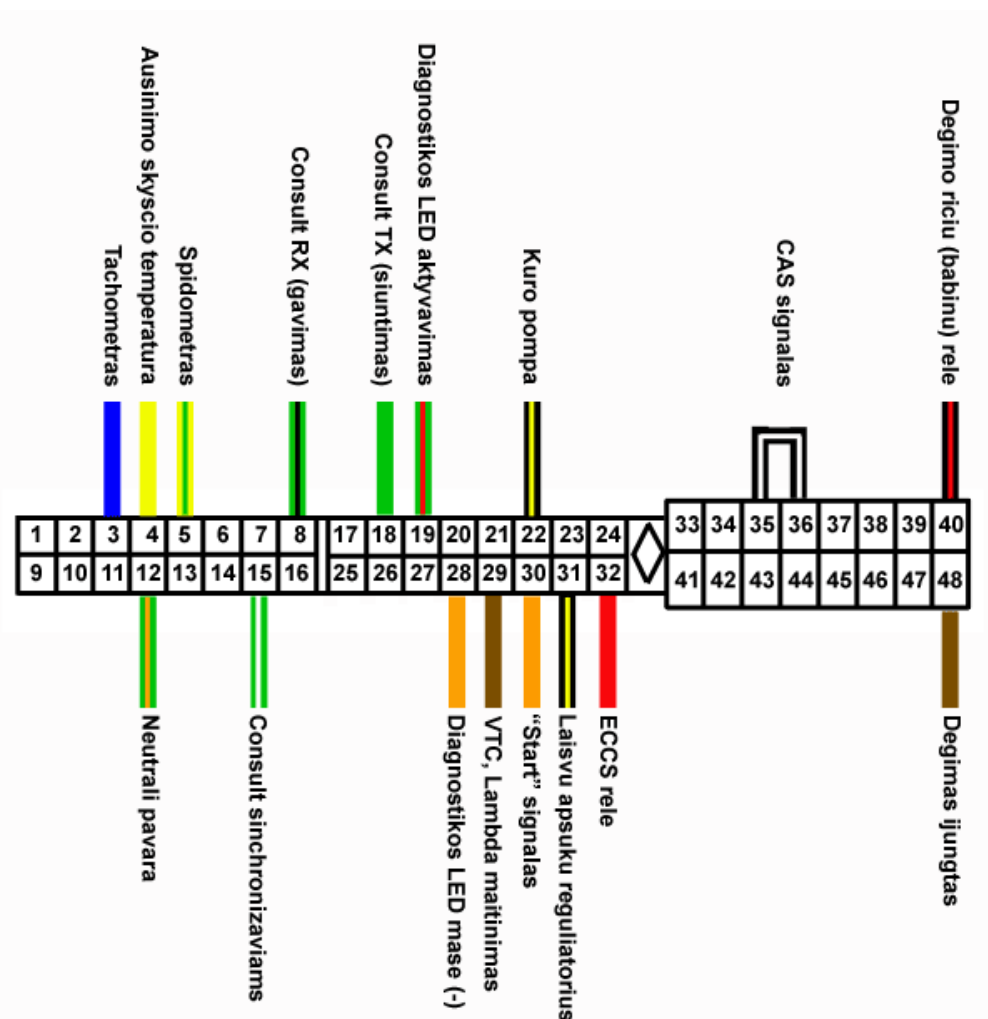 Tachometras
Ausinimo skyscio temperatura
Spidometras
Consult RX (gavimas)
Consult TX (siuntimas)
Diagnostikos LED aktyvavimas
Kuro pompa
CAS signalas
Degimo riciu (babinu) rele
1 2 3 4 5 6 7 8 17 18 19 20 21 22 23 24 33 34 35 36 37 38 39 40
9 10 11 12 13 14 15 16 25 26 27 28 29 30 31 32 41 42 43 44 45 46 47 48
Neutrali pavara
Consult sinchronizaviams
Diagnostikos LED mase (-)
VTC, Lambda maitinimas
“Start” signalas
Laisvu apsuku reguliatorius
ECCS rele
Degimas ijungtas